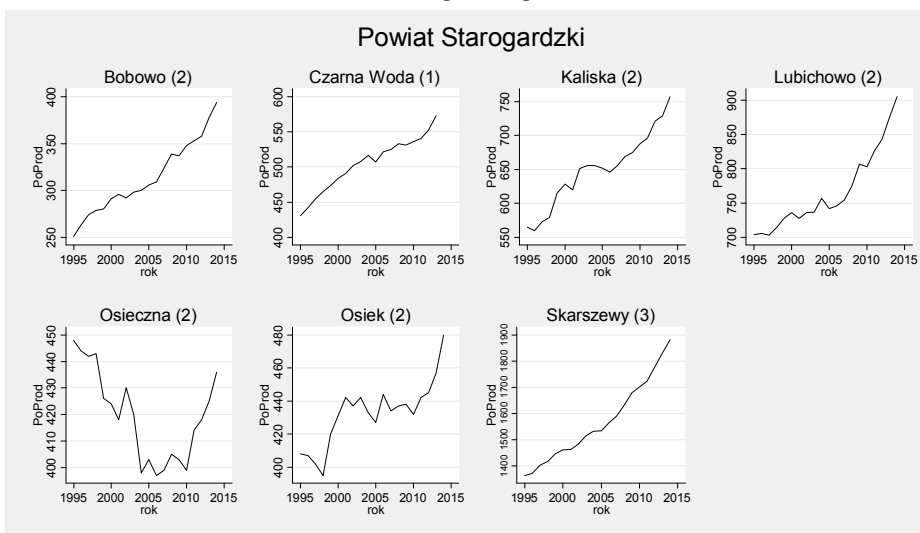 Powiat Starogardzki
Bobowo (2)
PoProd
250 300 350 400
1995 2000 2005 2010 2015
rok
Czarna Woda (1)
PoProd
400 450 500 550 600
1995 2000 2005 2010 2015
rok
Kaliska (2)
PoProd
550 600 650 700 750
1995 2000 2005 2010 2015
rok
Lubichowo (2)
PoProd
700 750 800 850 900
1995 2000 2005 2010 2015
rok
Osieczna (2)
PoProd
400 410 420 430 440 450
1995 2000 2005 2010 2015
rok
Osiek (2)
PoProd
400 420 440 460 480
1995 2000 2005 2010 2015
rok
Skarszewy (3)
PoProd
1400 1500 1600 1700 1800 1900
1995 2000 2005 2010 2015
rok